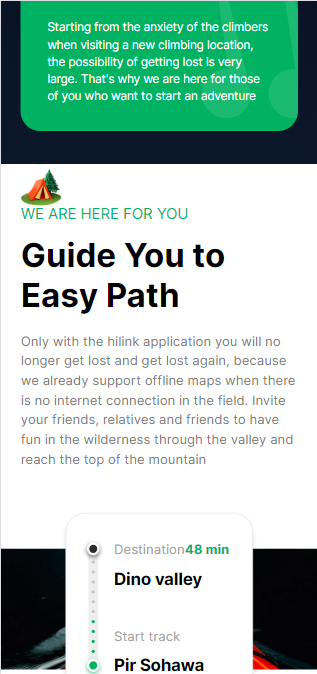 Starting from the anxiety of the climbers
when visiting a new climbing location,
the possibility of getting lost is very
large. That's why we are here for those
of you who want to start an adventure
WE ARE HERE FOR YOU
Guide You to
Easy Path
Only with the hilink application you will no
longer get lost and get lost again, because
we already support offline maps when there
is no internet connection in the field. Invite
your friends, relatives and friends to have
fun in the wilderness through the valley and
reach the top of the mountain
Destination48 min
Dino valley
Start track
Pir Sohawa